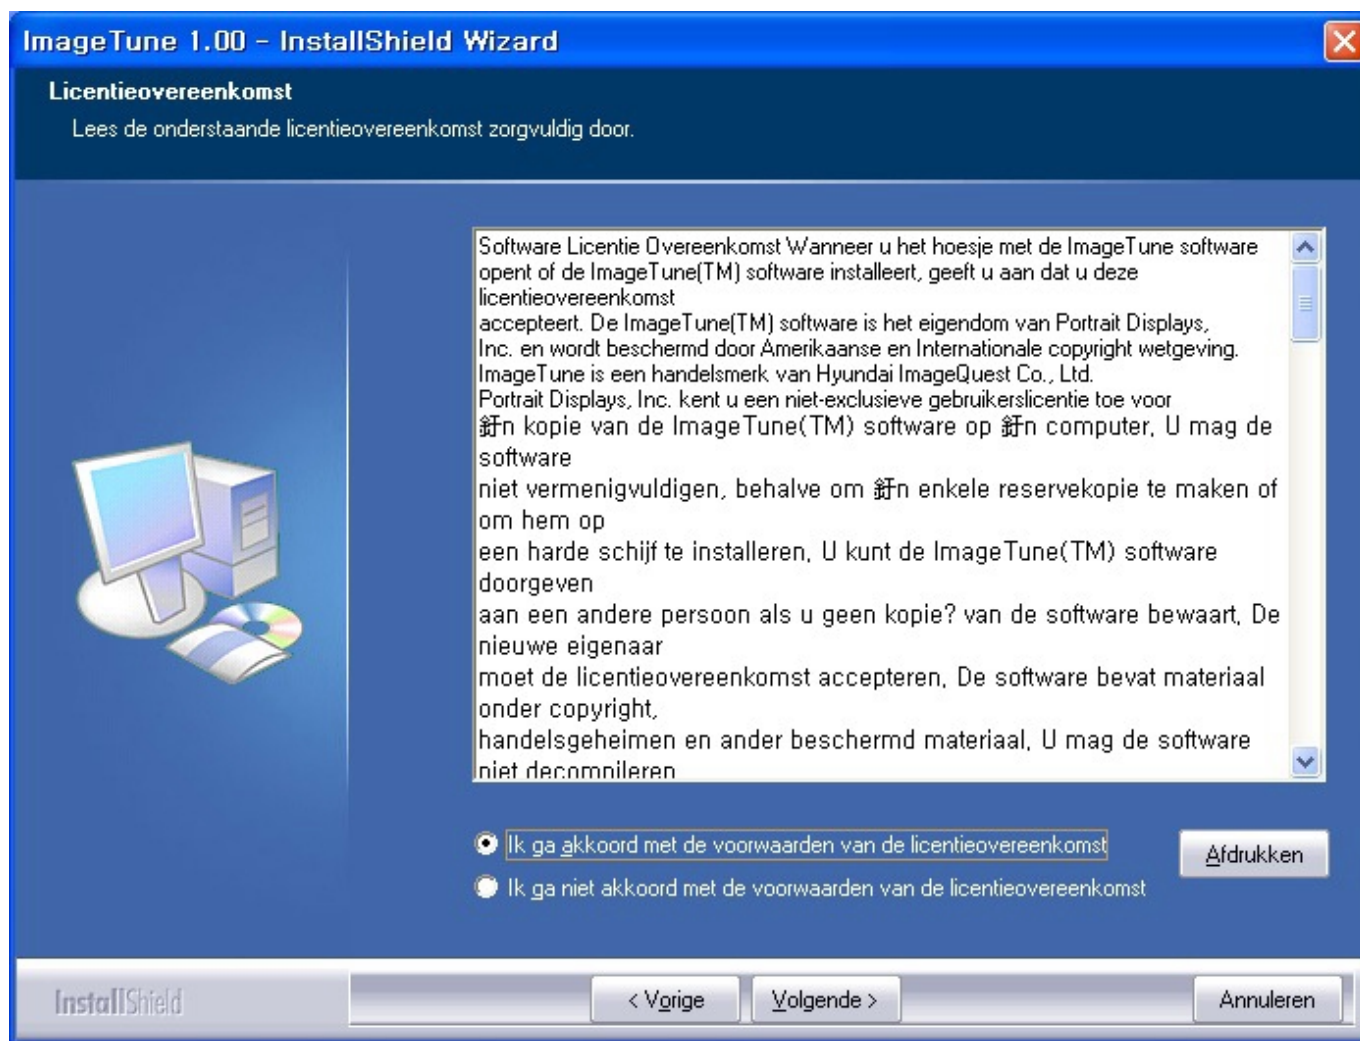 ImageTune 1.00 - InstallShield Wizard
Licentieovereenkomst
Lees de onderstaande licentieovereenkomst zorgvuldig door.
Software Licentie Overeenkomst Wanneer u het hoesje met de ImageTune software
opent of de ImageTune(TM) software installeert, geeft u aan dat u deze
licentieovereenkomst
accepteert. De ImageTune(TM) software is het eigendom van Portrait Displays,
Inc. en wordt beschermd door Amerikaanse en Internationale copyright wetgeving.
ImageTune is een handelsmerk van Hyundai ImageQuest Co., Ltd.
Portrait Displays, Inc. kent u een niet-exclusieve gebruikerslicentie toe voor
釪n kopie van de ImageTune(TM) software op 釪n computer. U mag de
software
niet vermenigvuldigen, behalve om 釪n enkele reservekopie te maken of
om hem op
een harde schijf te installeren. U kunt de ImageTune(TM) software
doorgeven
aan een andere persoon als u geen kopie? van de software bewaart. De
nieuwe eigenaar
moet de licentieovereenkomst accepteren. De software bevat materiaal
onder copyright,
handelsgeheimen en ander beschermd materiaal. U mag de software
niet decompileren
Ik ga akkoord met de voorwaarden van de licentieovereenkomst
Afdrukken
Ik ga niet akkoord met de voorwaarden van de licentieovereenkomst
InstallShield
< Vorige
Volgende >
Annuleren